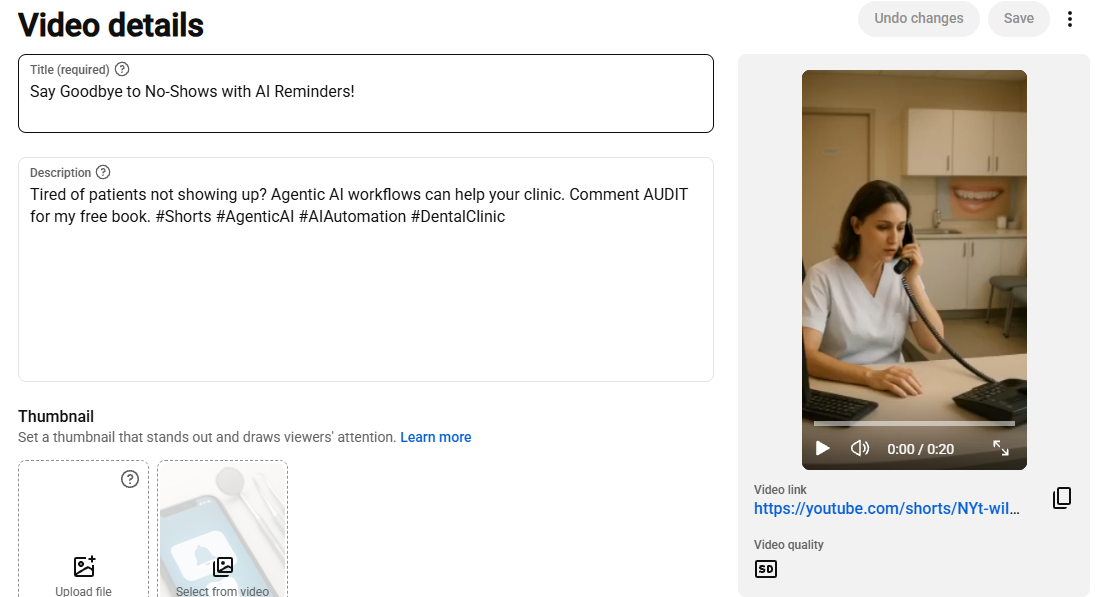 Video details
Undo changes
Save
Title (required)
Say Goodbye to No-Shows with AI Reminders!
Description
Tired of patients not showing up? Agentic AI workflows can help your clinic. Comment AUDIT
for my free book. #Shorts #AgenticAI #AIAutomation #DentalClinic
Thumbnail
Set a thumbnail that stands out and draws viewers' attention. Learn more
Upload file
Select from video
0:00 / 0:20
Video link
https://youtube.com/shorts/NYt-wil...
Video quality
SD